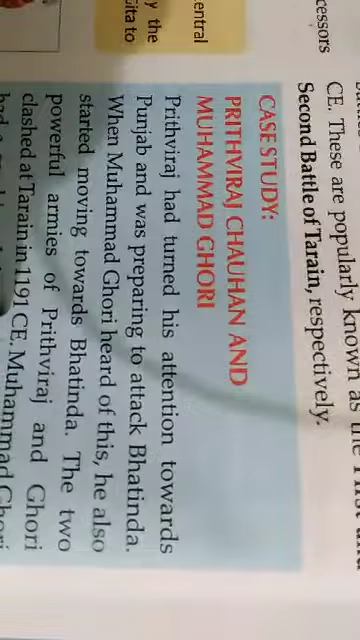 entral
y the
Gita to
cessors
CE. These are popularly known as the
Second Battle of Tarain, respectively.
CASE STUDY:
PRITHVIRAJ CHAUHAN AND
MUHAMMAD GHORI
Prithviraj had turned his attention towards
Punjab and was preparing to attack Bhatinda.
When Muhammad Ghori heard of this, he also
started moving towards Bhatinda. The two
powerful armies of Prithviraj and Ghori
clashed at Tarain in 1191 CE. Muhammad Ghori